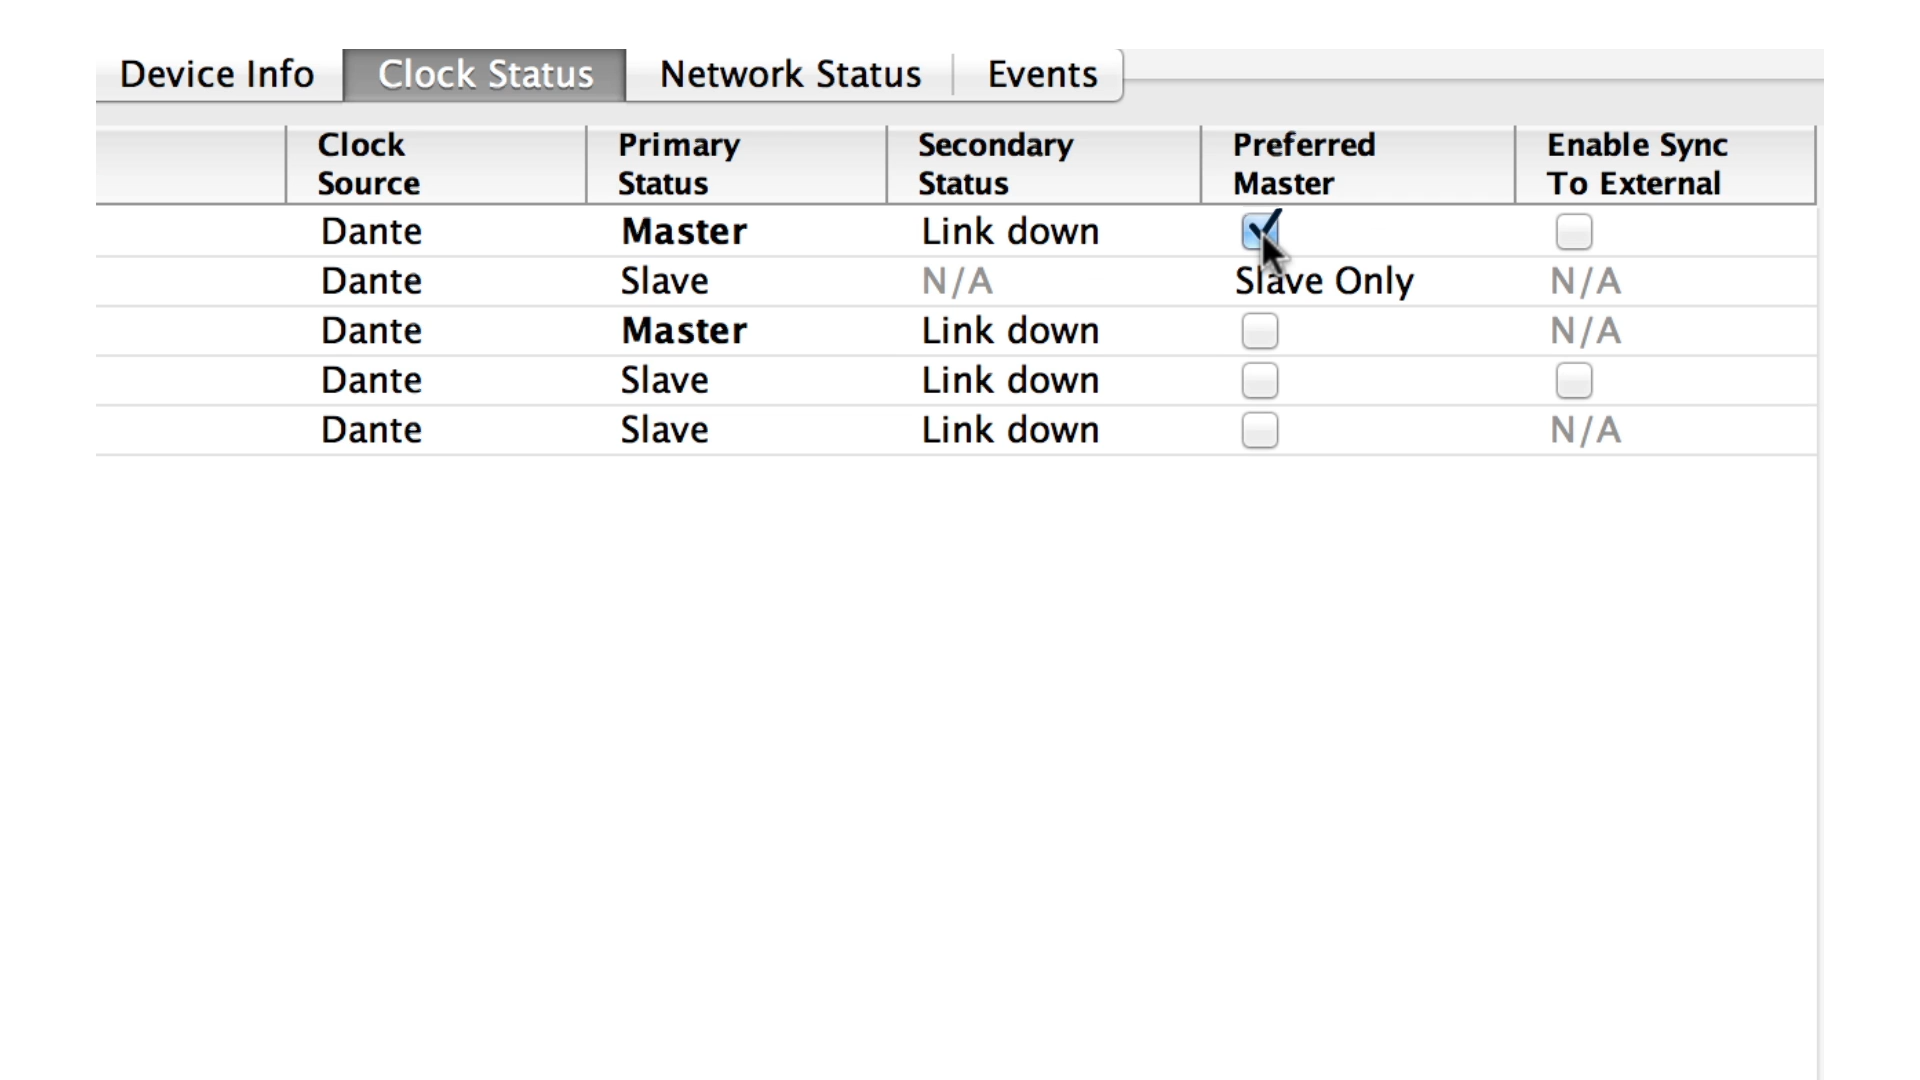 Device Info Clock Status Network Status Events
Clock Source Primary Status Secondary Status Preferred Master Enable Sync To External
Dante Master Link down
Dante Slave N/A Slave Only N/A
Dante Master Link down N/A
Dante Slave Link down
Dante Slave Link down N/A